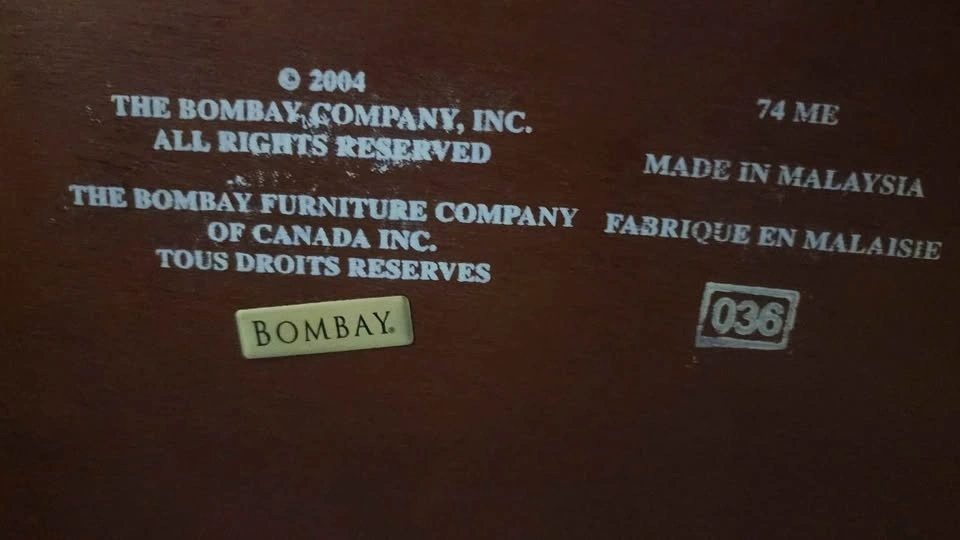 © 2004
THE BOMBAY COMPANY, INC.
ALL RIGHTS RESERVED
THE BOMBAY FURNITURE COMPANY
OF CANADA INC.
TOUS DROITS RESERVES
BOMBAY®
74 ME
MADE IN MALAYSIA
FABRIQUE EN MALAISIE
036